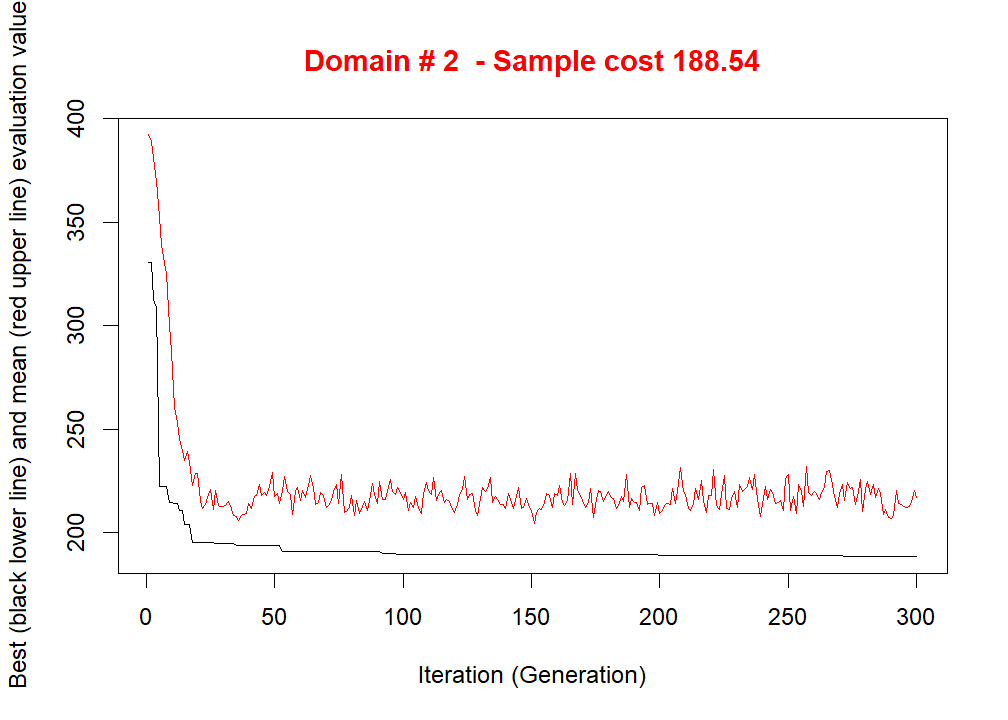 Domain # 2  - Sample cost 188.54
Best (black lower line) and mean (red upper line) evaluation value
400
350
300
250
200
0 50 100 150 200 250 300
Iteration (Generation)